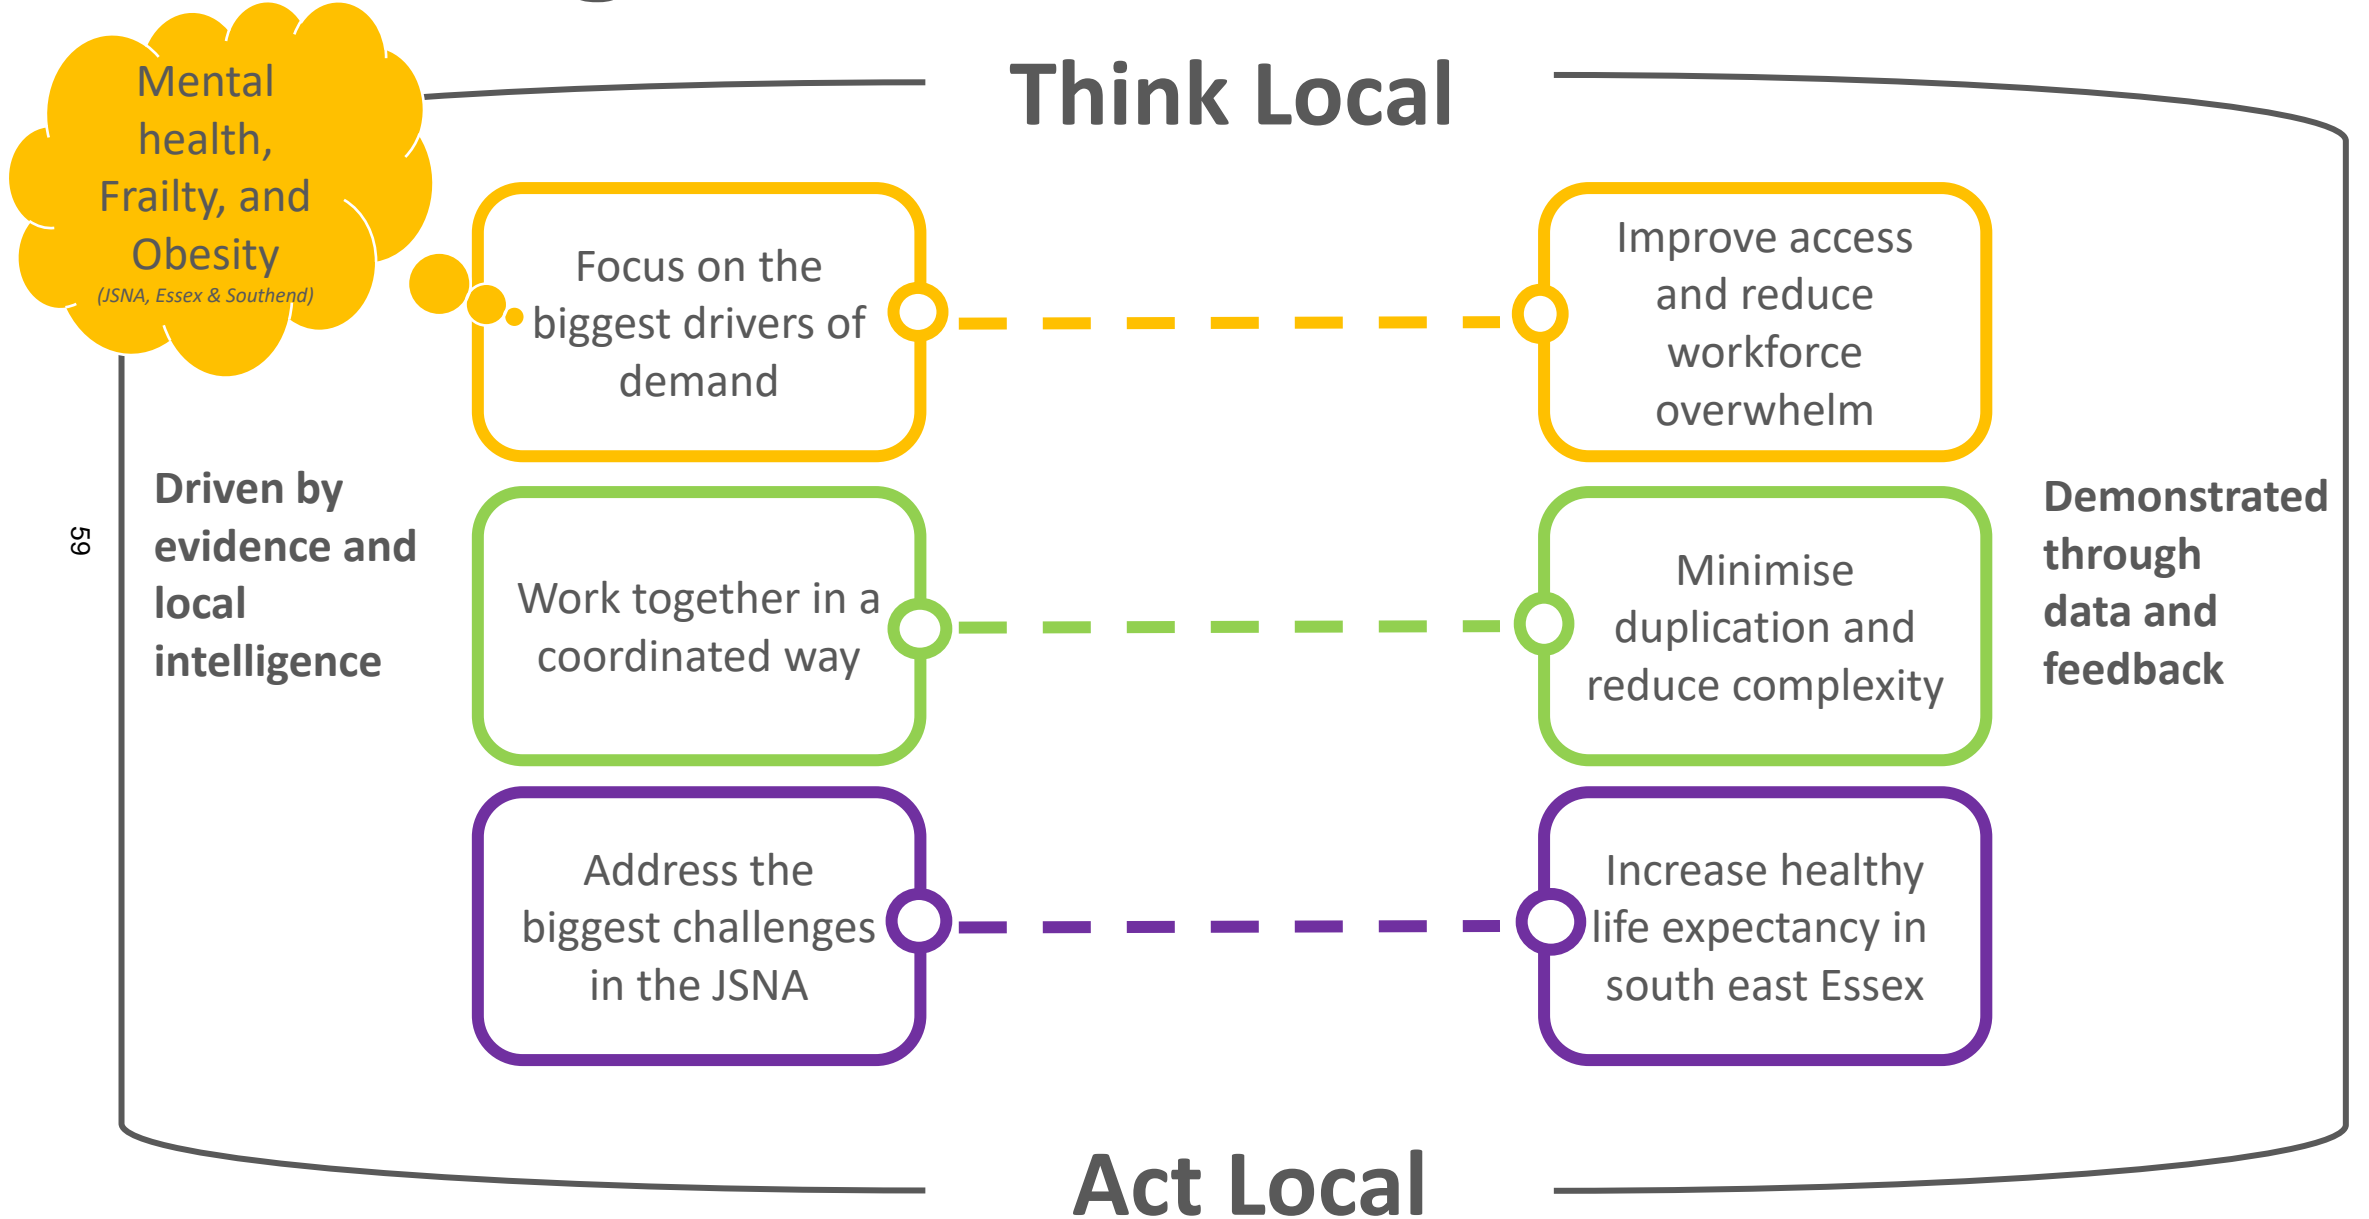 Think Local
Mental
health,
Frailty, and
Obesity
(JSNA, Essex & Southend)
Focus on the
biggest drivers of
demand
Improve access
and reduce
workforce
overwhelm
Driven by
evidence and
local
intelligence
59
Work together in a
coordinated way
Minimise
duplication and
reduce complexity
Demonstrated
through
data and
feedback
Address the
biggest challenges
in the JSNA
Increase healthy
life expectancy in
south east Essex
Act Local